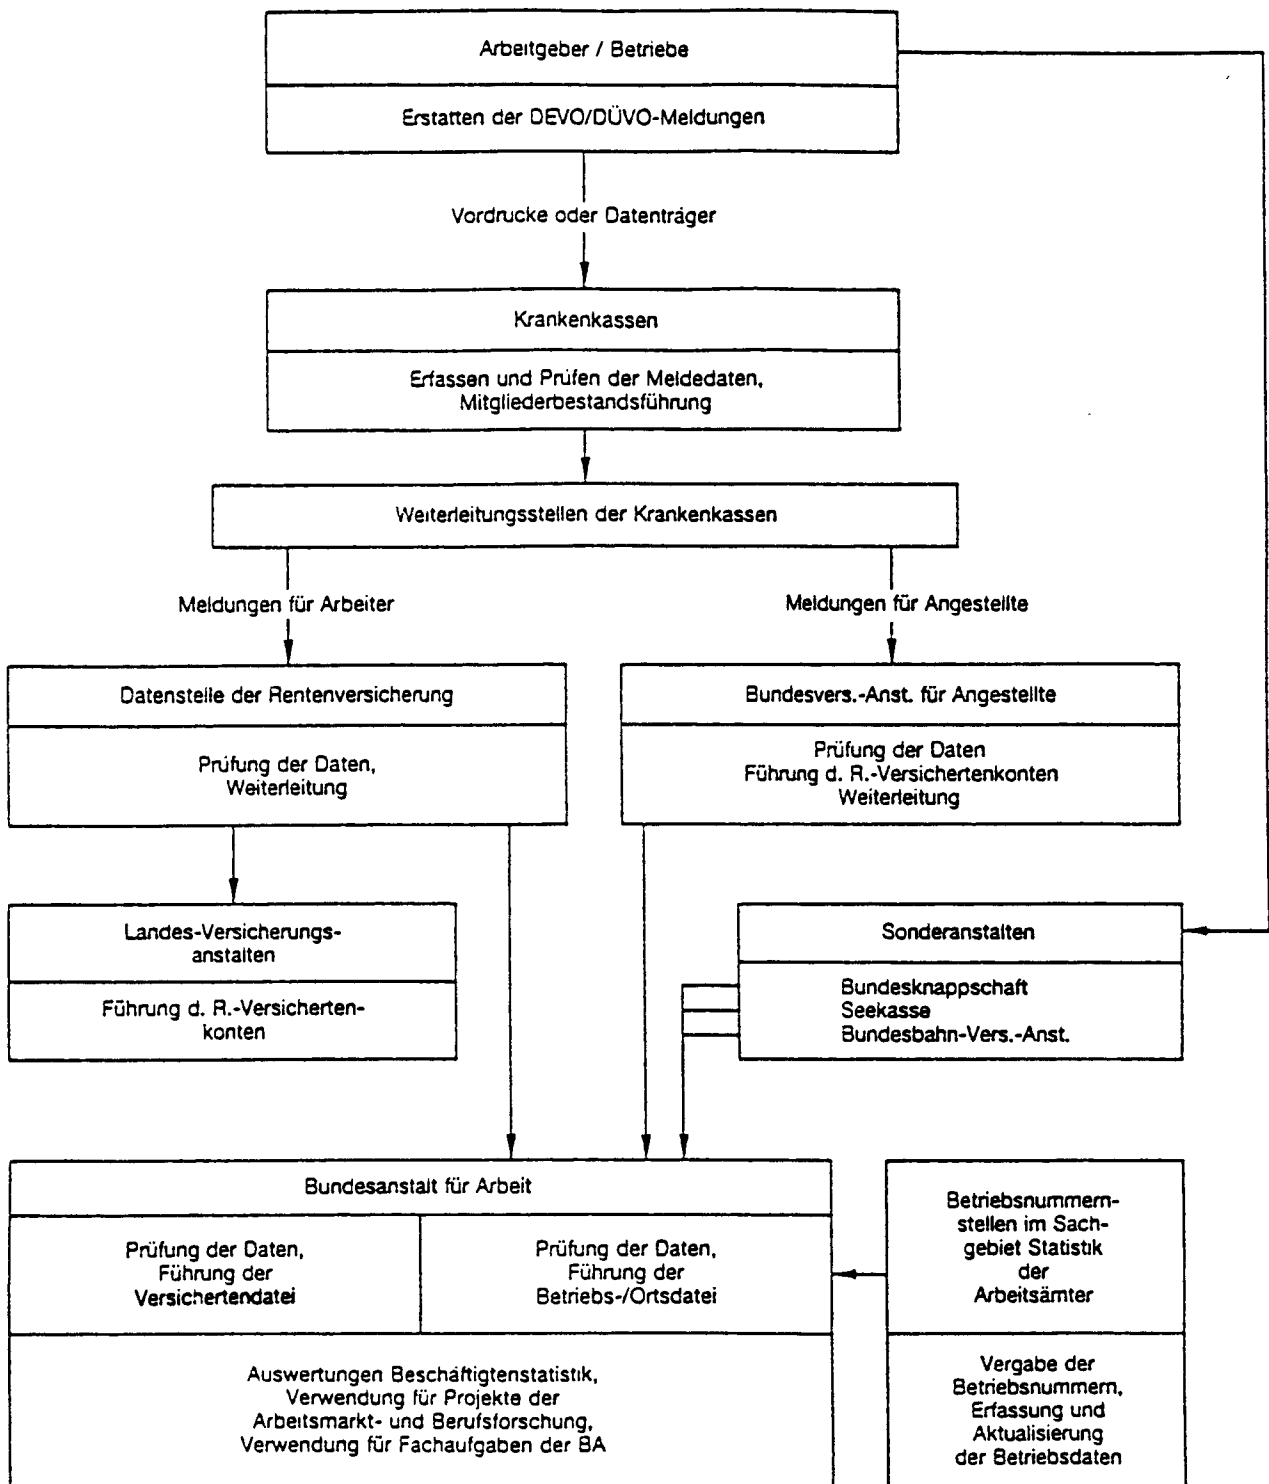 Arbeitgeber / Betriebe
Erstatten der DEVO/DÜVO-Meldungen
Vordrucke oder Datenträger
Krankenkassen
Erfassen und Prüfen der Meldedaten,
Mitgliederbestandsführung
Weiterleitungsstellen der Krankenkassen
Meldungen für Arbeiter
Meldungen für Angestellte
Datenstelle der Rentenversicherung
Prüfung der Daten,
Weiterleitung
Bundesvers.-Anst. für Angestellte
Prüfung der Daten
Führung d. R.-Versichertenkonten
Weiterleitung
Landes-Versicherungs-
anstalten
Führung d. R.-Versicherten-
konten
Sonderanstalten
Bundesknappschaft
Seekasse
Bundesbahn-Vers.-Anst.
Bundesanstalt für Arbeit
Prüfung der Daten,
Führung der
Versichertendatei
Prüfung der Daten,
Führung der
Betriebs-/Ortsdatei
Auswertungen Beschäftigtenstatistik,
Verwendung für Projekte der
Arbeitsmarkt- und Berufsforschung,
Verwendung für Fachaufgaben der BA
Betriebsnummern-
stellen im Sach-
gebiet Statistik
der
Arbeitsämter
Vergabe der
Betriebsnummern,
Erfassung und
Aktualisierung
der Betriebsdaten